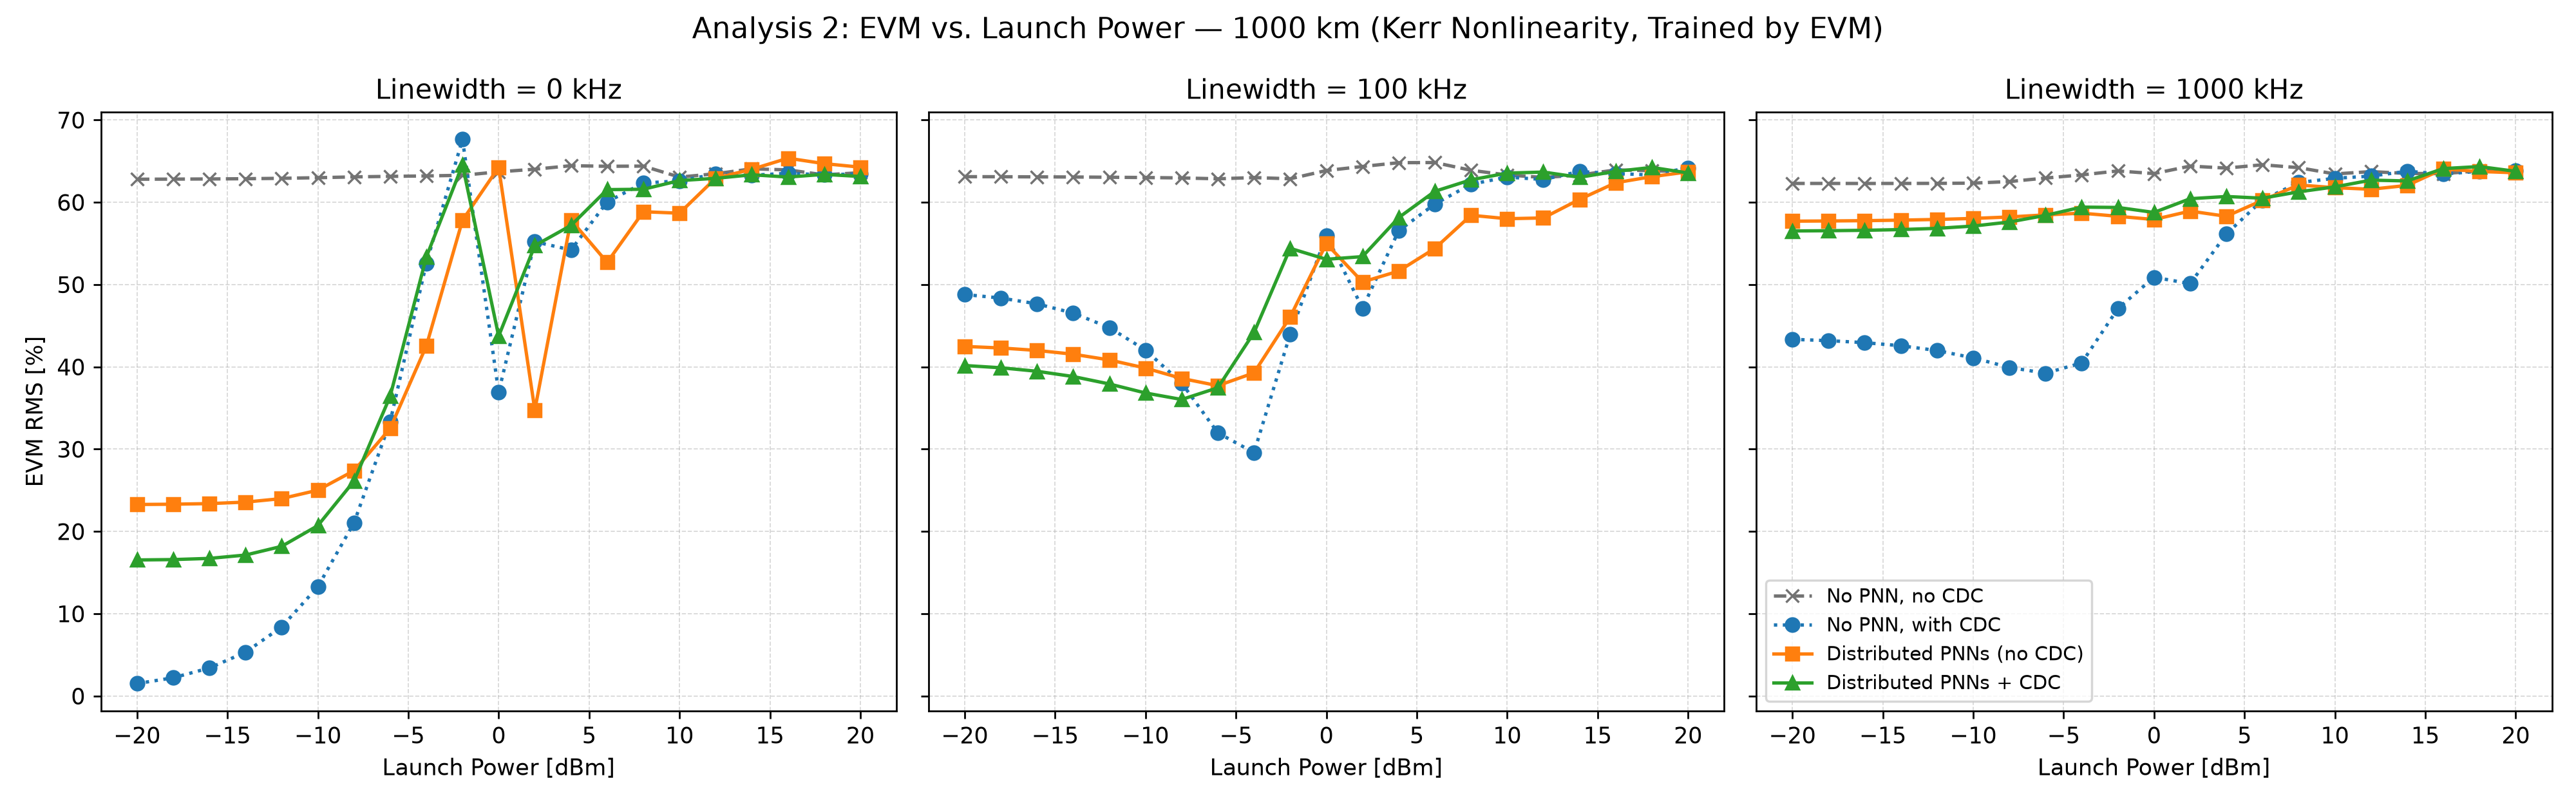 Analysis 2: EVM vs. Launch Power — 1000 km (Kerr Nonlinearity, Trained by EVM)
Linewidth = 0 kHz
Linewidth = 100 kHz
Linewidth = 1000 kHz
EVM RMS [%]
70
60
50
40
30
20
10
0
−20 −15 −10 −5 0 5 10 15 20
−20 −15 −10 −5 0 5 10 15 20
−20 −15 −10 −5 0 5 10 15 20
Launch Power [dBm]
Launch Power [dBm]
Launch Power [dBm]
No PNN, no CDC
No PNN, with CDC
Distributed PNNs (no CDC)
Distributed PNNs + CDC